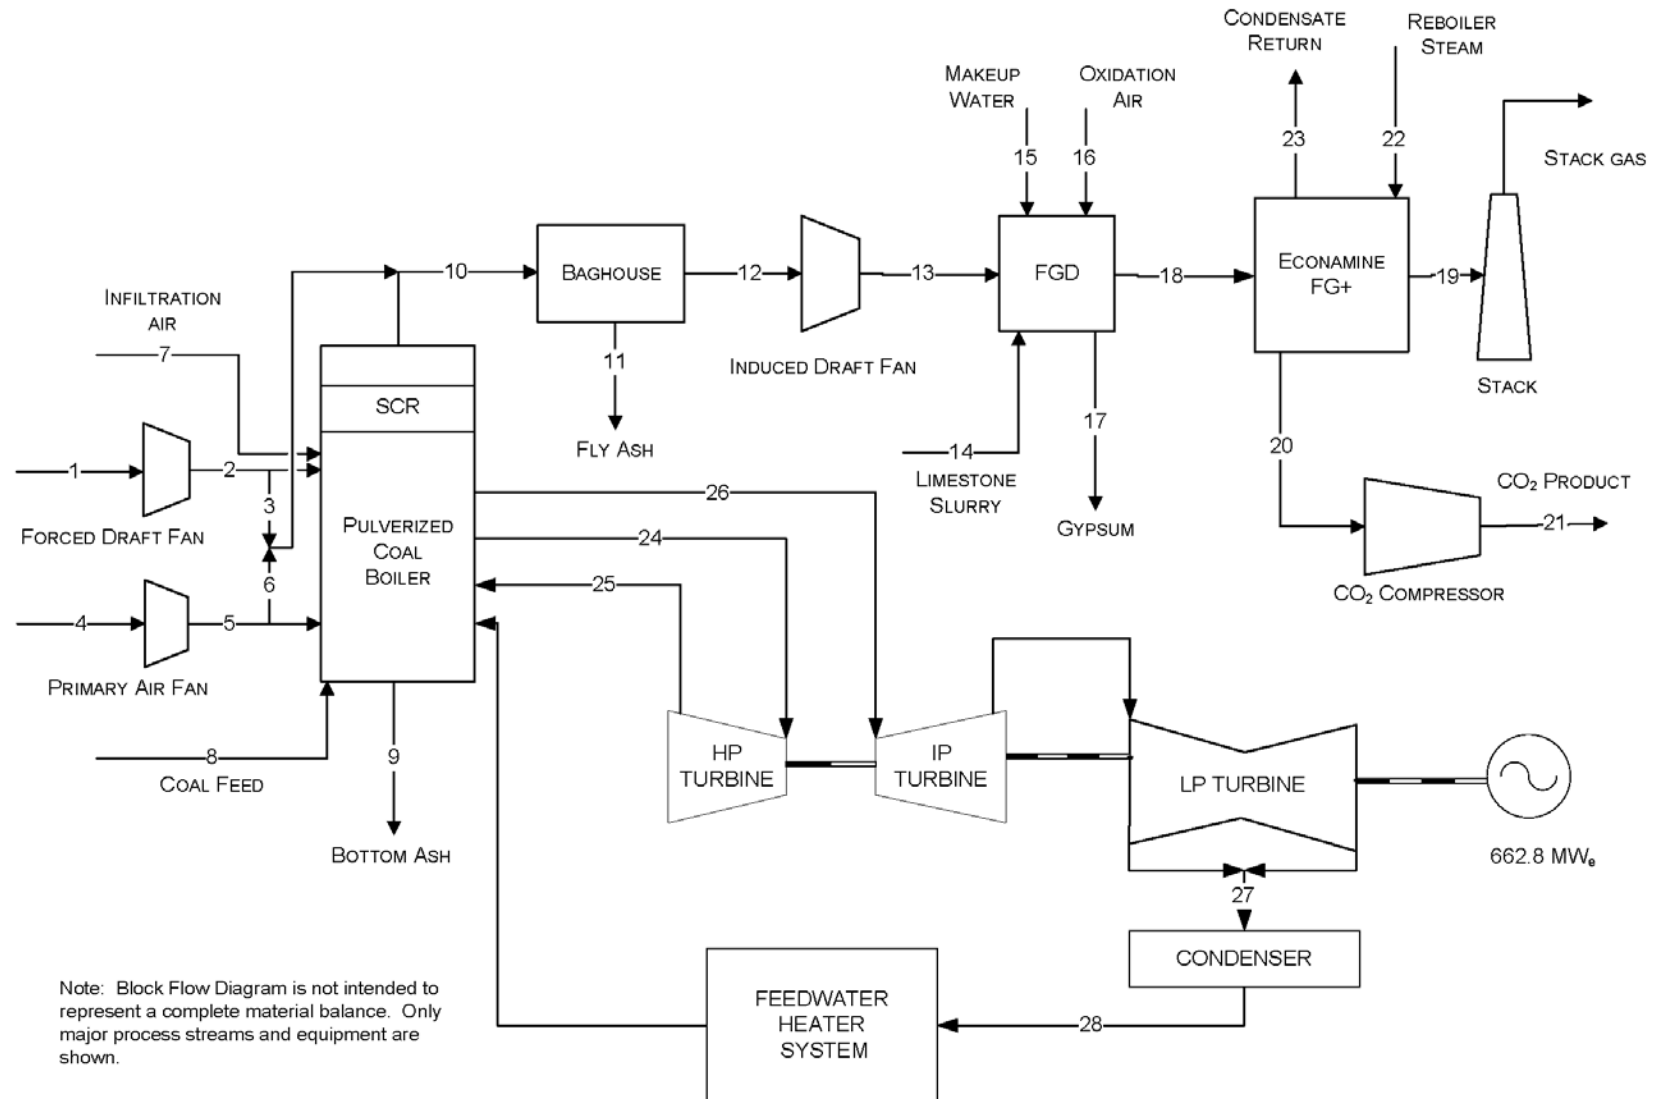 CONDENSATE
RETURN
REBOILER
STEAM
MAKEUP
WATER
OXIDATION
AIR
15
16
23
22
STACK GAS
INFILTRATION
AIR
7
10
BAGHOUSE
12
13
FGD
18
ECONAMINE
FG+
19
11
INDUCED DRAFT FAN
STACK
SCR
FLY ASH
17
20
14
LIMESTONE
SLURRY
GYPSUM
CO₂ PRODUCT
21
CO₂ COMPRESSOR
1
2
3
FORCED DRAFT FAN
6
4
5
PRIMARY AIR FAN
PULVERIZED
COAL
BOILER
26
24
25
8
COAL FEED
9
BOTTOM ASH
HP
TURBINE
IP
TURBINE
LP TURBINE
662.8 MWe
27
CONDENSER
28
FEEDWATER
HEATER
SYSTEM
Note: Block Flow Diagram is not intended to
represent a complete material balance. Only
major process streams and equipment are
shown.